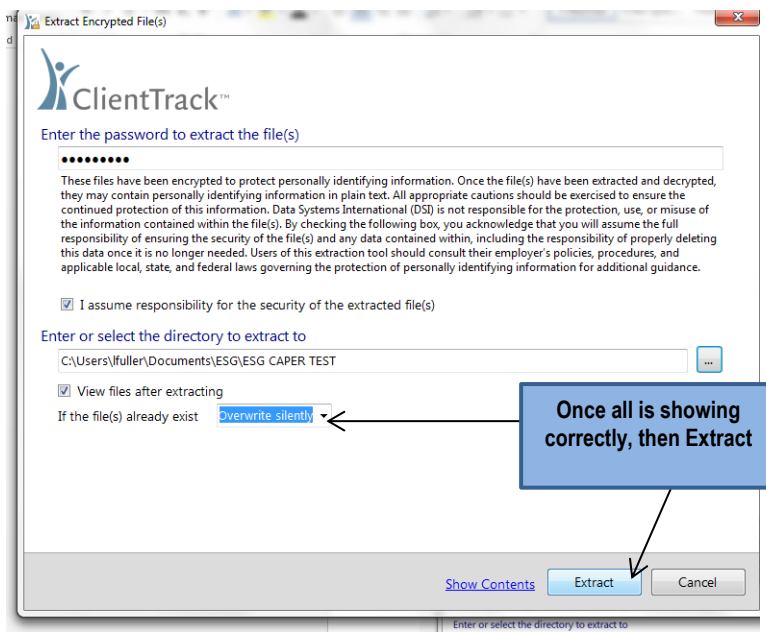 Extract Encrypted File(s)
ClientTrack™
Enter the password to extract the file(s)
•••••••••
These files have been encrypted to protect personally identifying information. Once the file(s) have been extracted and decrypted,
they may contain personally identifying information in plain text. All appropriate cautions should be exercised to ensure the
continued protection of this information. Data Systems International (DSI) is not responsible for the protection, use, or misuse of
the information contained within the file(s). By checking the following box, you acknowledge that you will assume the full
responsibility of ensuring the security of the file(s) and any data contained within, including the responsibility of properly deleting
this data once it is no longer needed. Users of this extraction tool should consult their employer's policies, procedures, and
applicable local, state, and federal laws governing the protection of personally identifying information for additional guidance.
I assume responsibility for the security of the extracted file(s)
Enter or select the directory to extract to
C:\Users\lfuller\Documents\ESG\ESG CAPER TEST
...
View files after extracting
If the file(s) already exist Overwrite silently
Once all is showing
correctly, then Extract
Show Contents Extract Cancel
Enter or select the directory to extract to